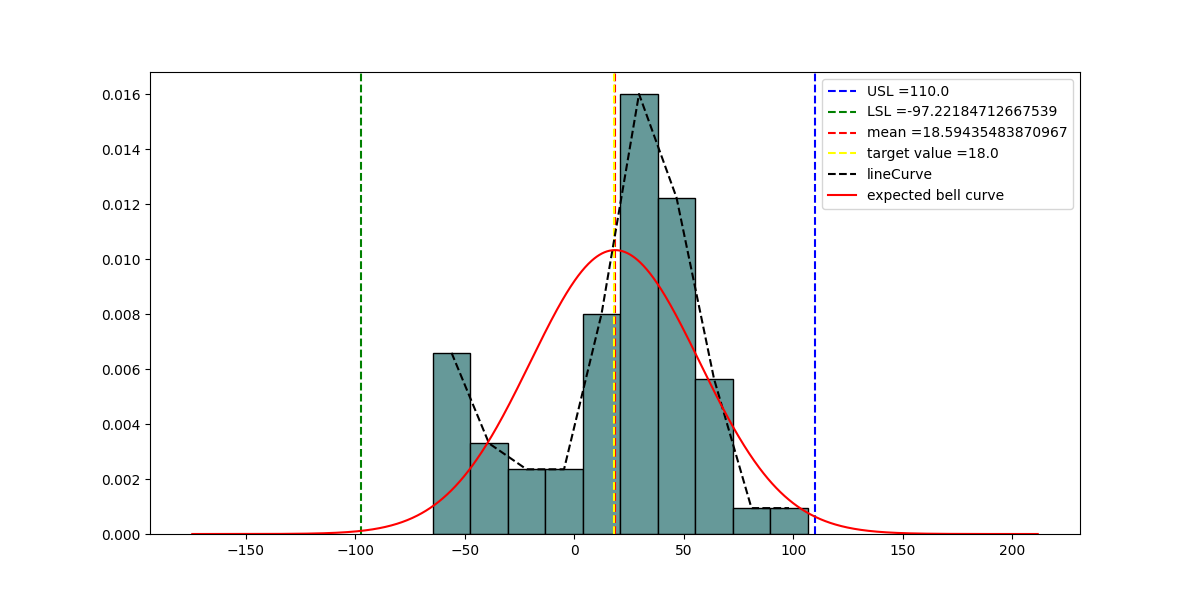 0.016
0.014
0.012
0.010
0.008
0.006
0.004
0.002
0.000
−150
−100
−50
0
50
100
150
200
USL =110.0
LSL =-97.22184712667539
mean =18.59435483870967
target value =18.0
lineCurve
expected bell curve